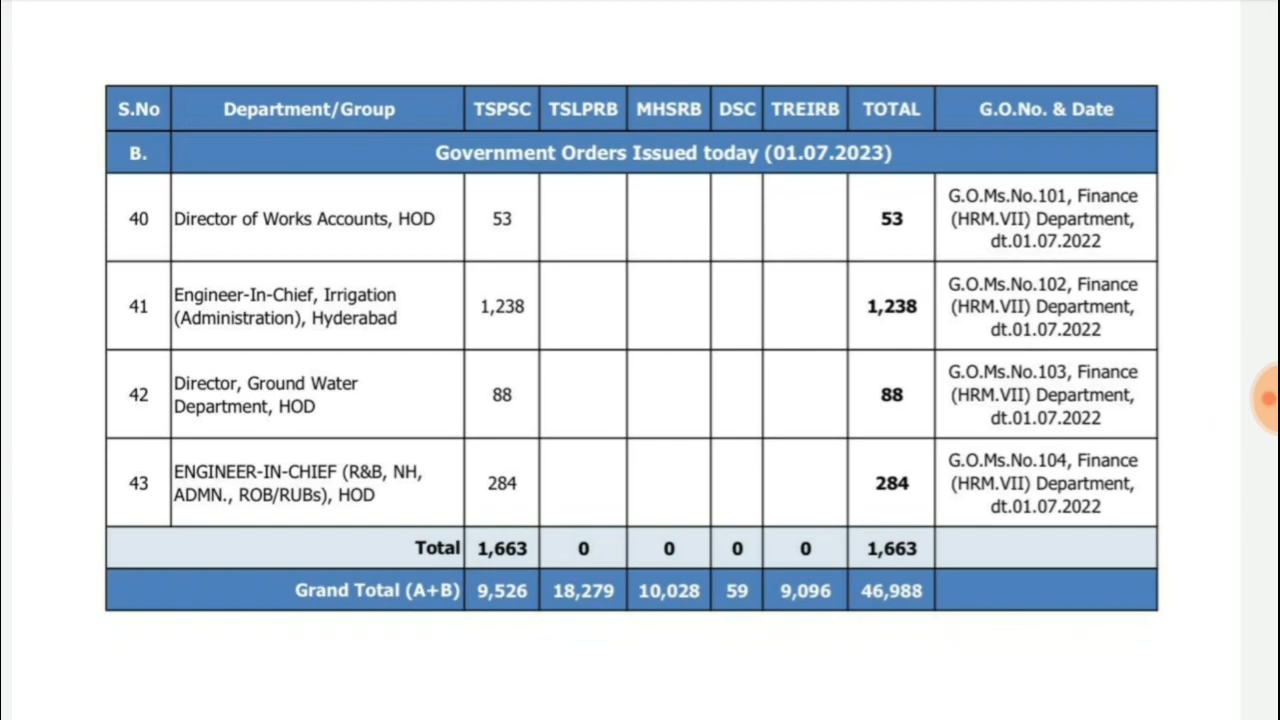 S.No Department/Group TSPSC TSLPRB MHSRB DSC TREIRB TOTAL G.O.No. & Date
B. Government Orders Issued today (01.07.2023)
40 Director of Works Accounts, HOD 53 53 G.O.Ms.No.101, Finance
(HRM.VII) Department,
dt.01.07.2022
41 Engineer-In-Chief, Irrigation
(Administration), Hyderabad 1,238 1,238 G.O.Ms.No.102, Finance
(HRM.VII) Department,
dt.01.07.2022
42 Director, Ground Water
Department, HOD 88 88 G.O.Ms.No.103, Finance
(HRM.VII) Department,
dt.01.07.2022
43 ENGINEER-IN-CHIEF (R&B, NH,
ADMN., ROB/RUBs), HOD 284 284 G.O.Ms.No.104, Finance
(HRM.VII) Department,
dt.01.07.2022
Total 1,663 0 0 0 0 1,663
Grand Total (A+B) 9,526 18,279 10,028 59 9,096 46,988